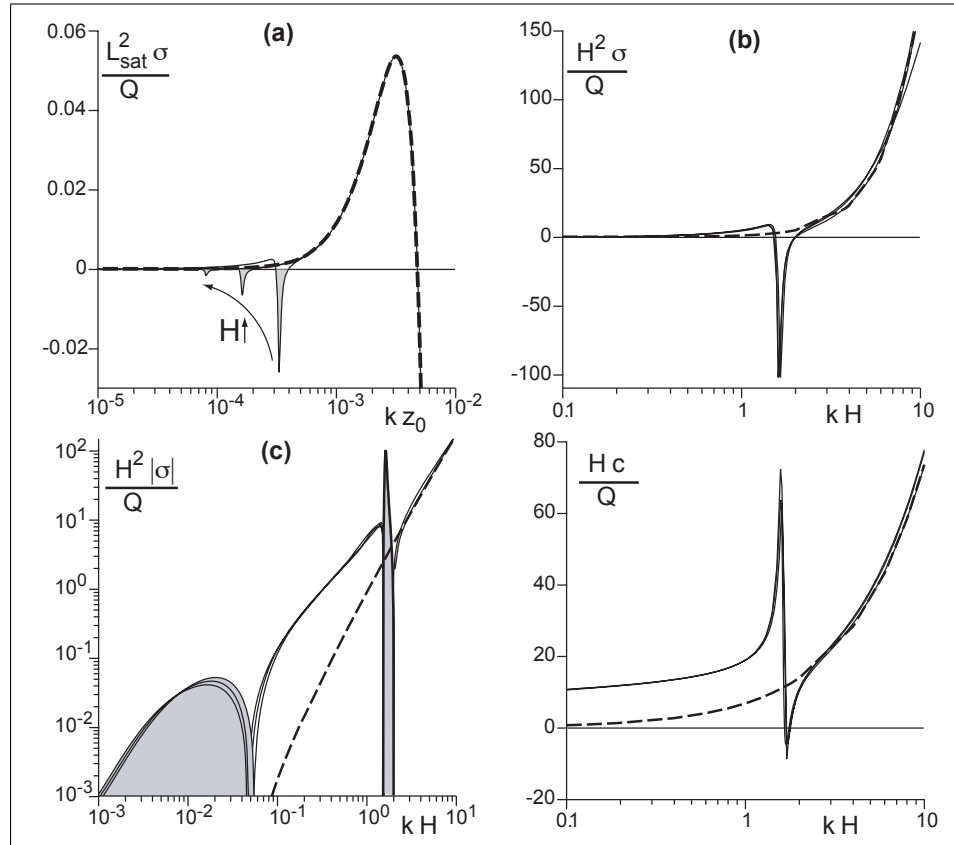 (a)
L²sat σ
Q
0.06
0.04
0.02
0
-0.02
H
10⁻⁵
10⁻⁴
10⁻³
10⁻²
k z₀
(b)
H² σ
Q
150
100
50
0
-50
-100
0.1
1
10
k H
(c)
H² |σ|
Q
10²
10¹
10⁰
10⁻¹
10⁻²
10⁻³
10⁻³
10⁻²
10⁻¹
10⁰
10¹
k H
H c
Q
80
60
40
20
0
-20
0.1
1
10
k H